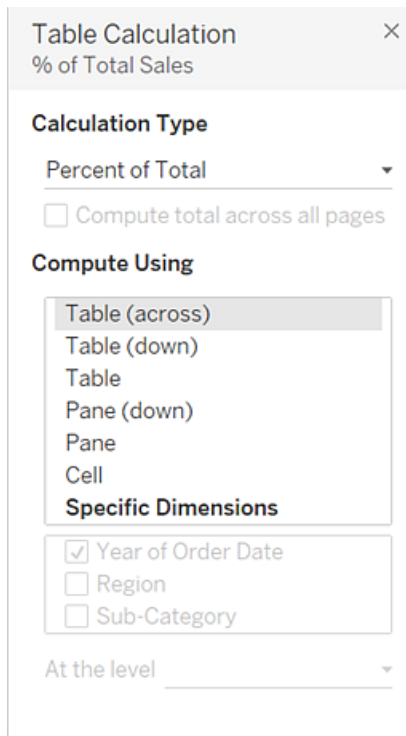 Table Calculation
% of Total Sales
Calculation Type
Percent of Total
Compute total across all pages
Compute Using
Table (across)
Table (down)
Table
Pane (down)
Pane
Cell
Specific Dimensions
Year of Order Date
Region
Sub-Category
At the level